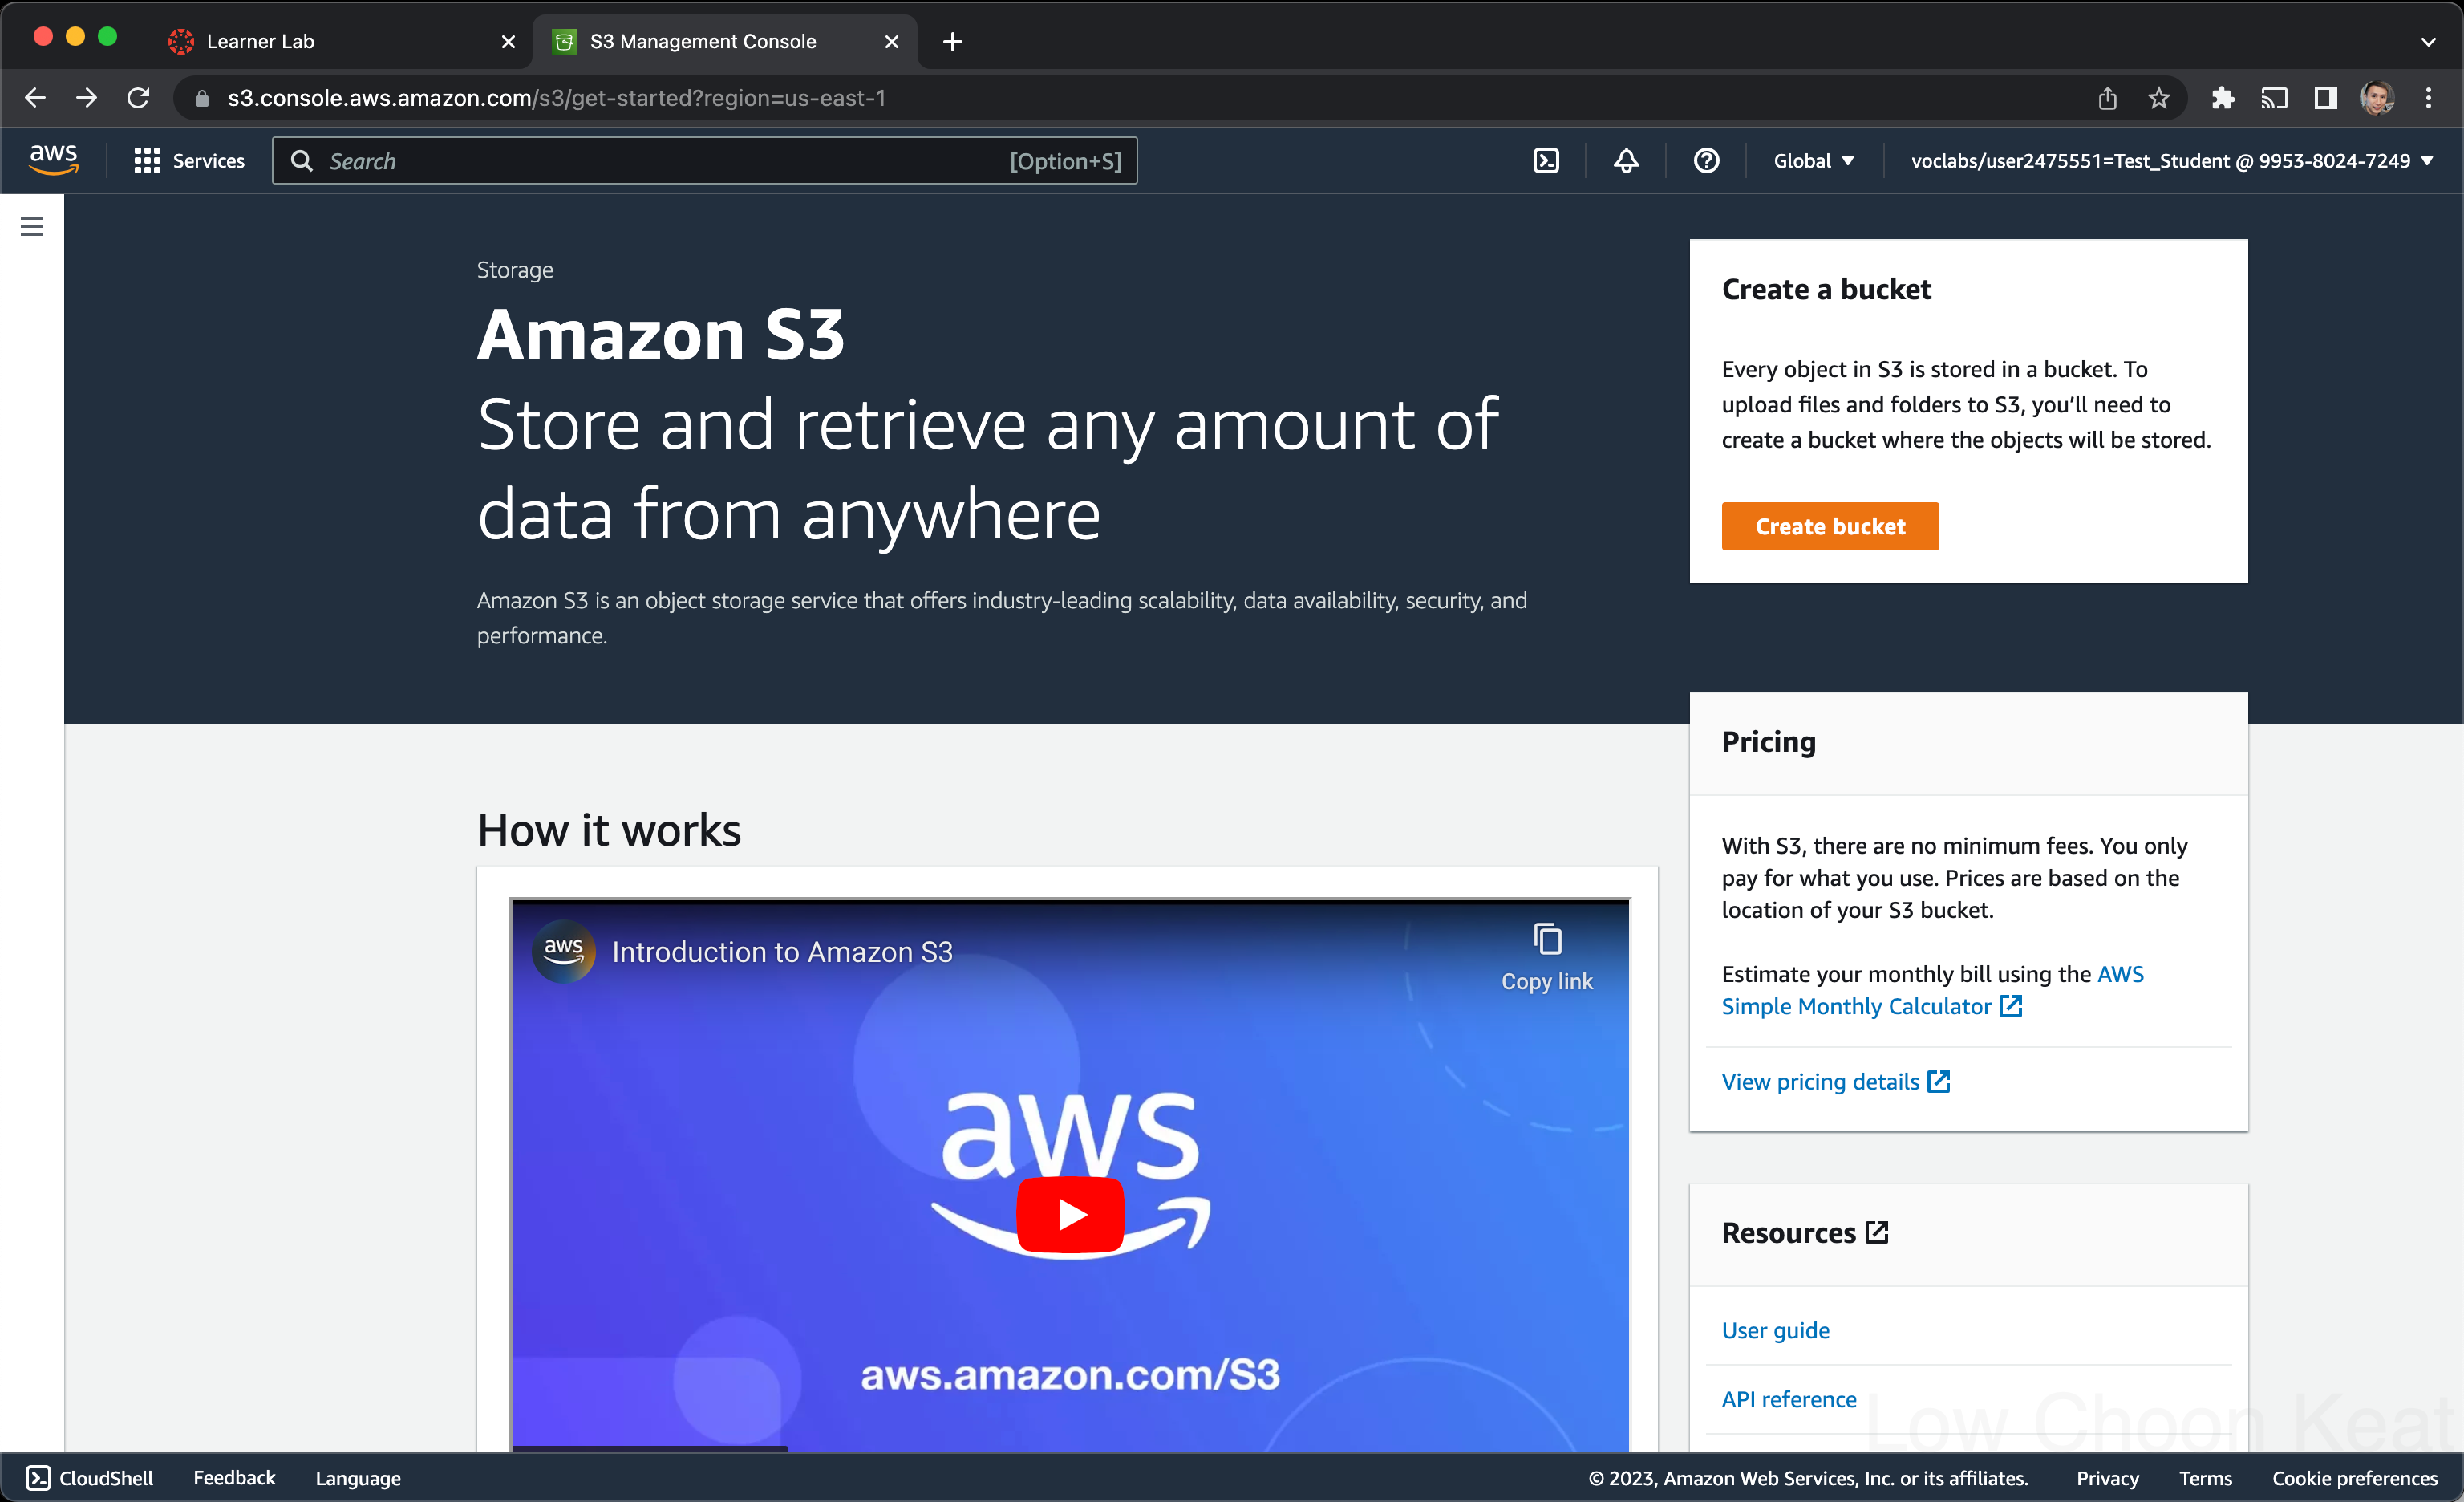 Learner Lab
S3 Management Console
s3.console.aws.amazon.com/s3/get-started?region=us-east-1
aws
Services
Search
[Option+S]
Global
voclabs/user2475551=Test_Student @ 9953-8024-7249
Storage
Amazon S3
Store and retrieve any amount of
data from anywhere
Amazon S3 is an object storage service that offers industry-leading scalability, data availability, security, and
performance.
Create a bucket
Every object in S3 is stored in a bucket. To
upload files and folders to S3, you’ll need to
create a bucket where the objects will be stored.
Create bucket
Pricing
With S3, there are no minimum fees. You only
pay for what you use. Prices are based on the
location of your S3 bucket.
Estimate your monthly bill using the AWS
Simple Monthly Calculator
View pricing details
How it works
aws
Introduction to Amazon S3
Copy link
aws
aws.amazon.com/S3
Resources
User guide
API reference
Low Choon Keat
CloudShell
Feedback
Language
© 2023, Amazon Web Services, Inc. or its affiliates.
Privacy
Terms
Cookie preferences